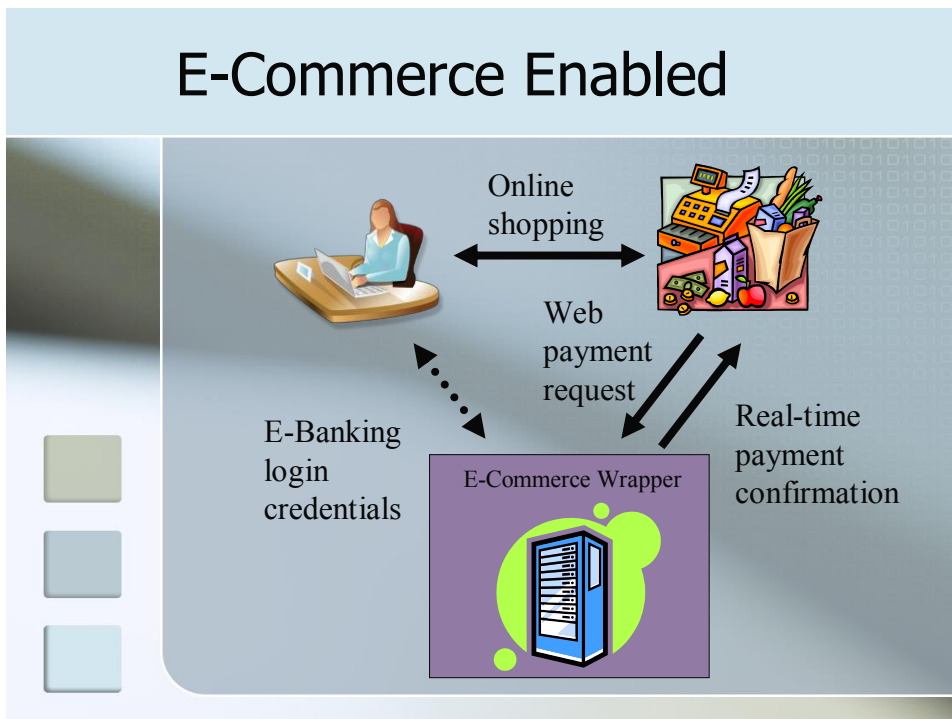 E-Commerce Enabled
Online
shopping
Web
payment
request
E-Banking
login
credentials
Real-time
payment
confirmation
E-Commerce Wrapper